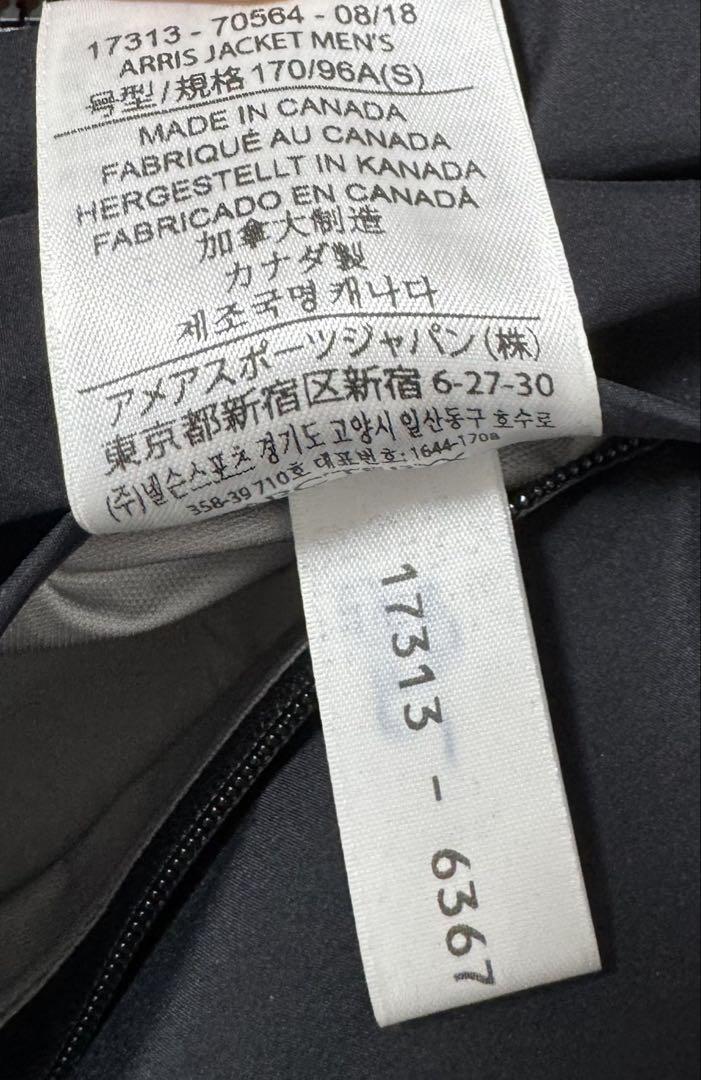 17313 - 70564 - 08/18
ARRIS JACKET MEN'S
号型/規格 170/96A(S)
MADE IN CANADA
FABRIQUÉ AU CANADA
HERGESTELLT IN KANADA
FABRICADO EN CANADÁ
加拿大制造
カナダ製
제조국명 캐나다
アメアスポーツジャパン(株)
東京都新宿区新宿 6-27-30
(주)넬슨스포츠 경기도 고양시 일산동구 호수로
358-39 710호 대표번호: 1644-1708
17313 - 6367